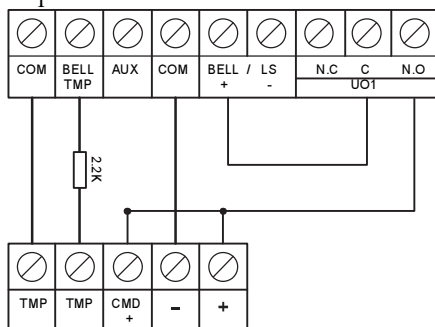 COM BELL AUX COM BELL / LS N.C C N.O
TMP + - UO1
2.2K
TMP TMP CMD - +
+